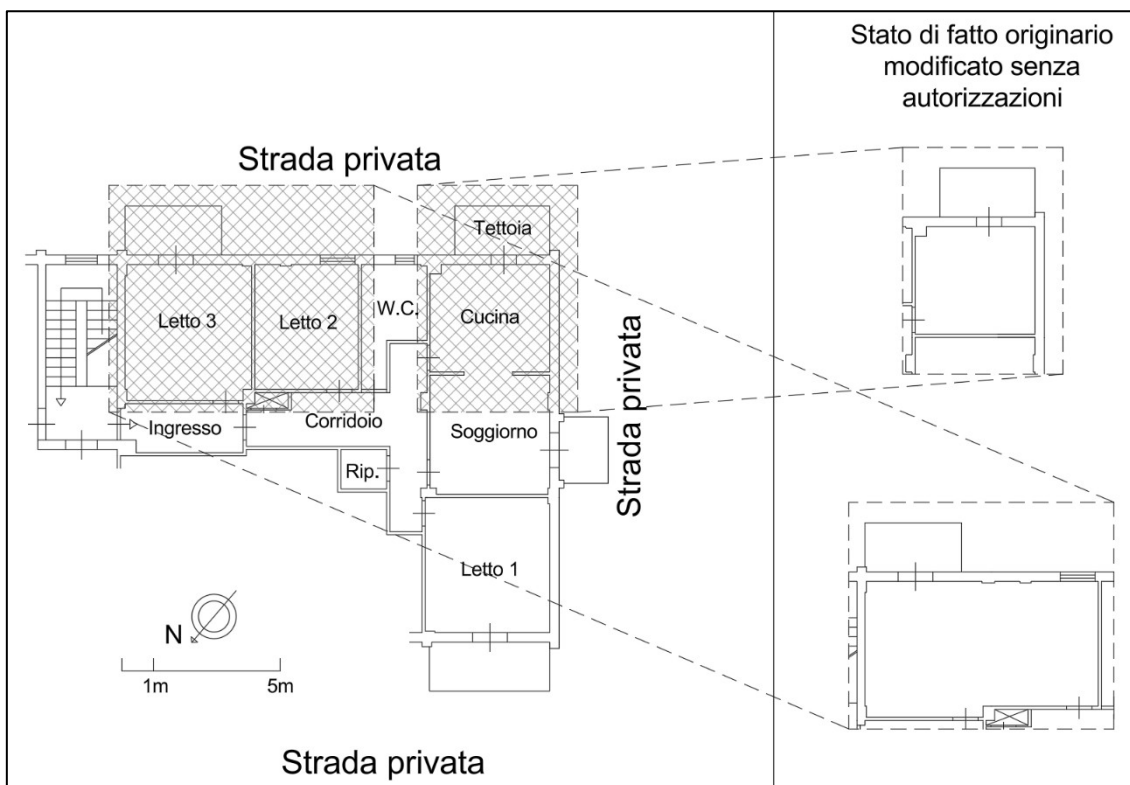 Stato di fatto originario
modificato senza
autorizzazioni
Strada privata
Tettoia
Letto 3
Letto 2
W.C.
Cucina
Ingresso
Corridoio
Soggiorno
Rip.
Strada privata
Letto 1
N
1m
5m
Strada privata